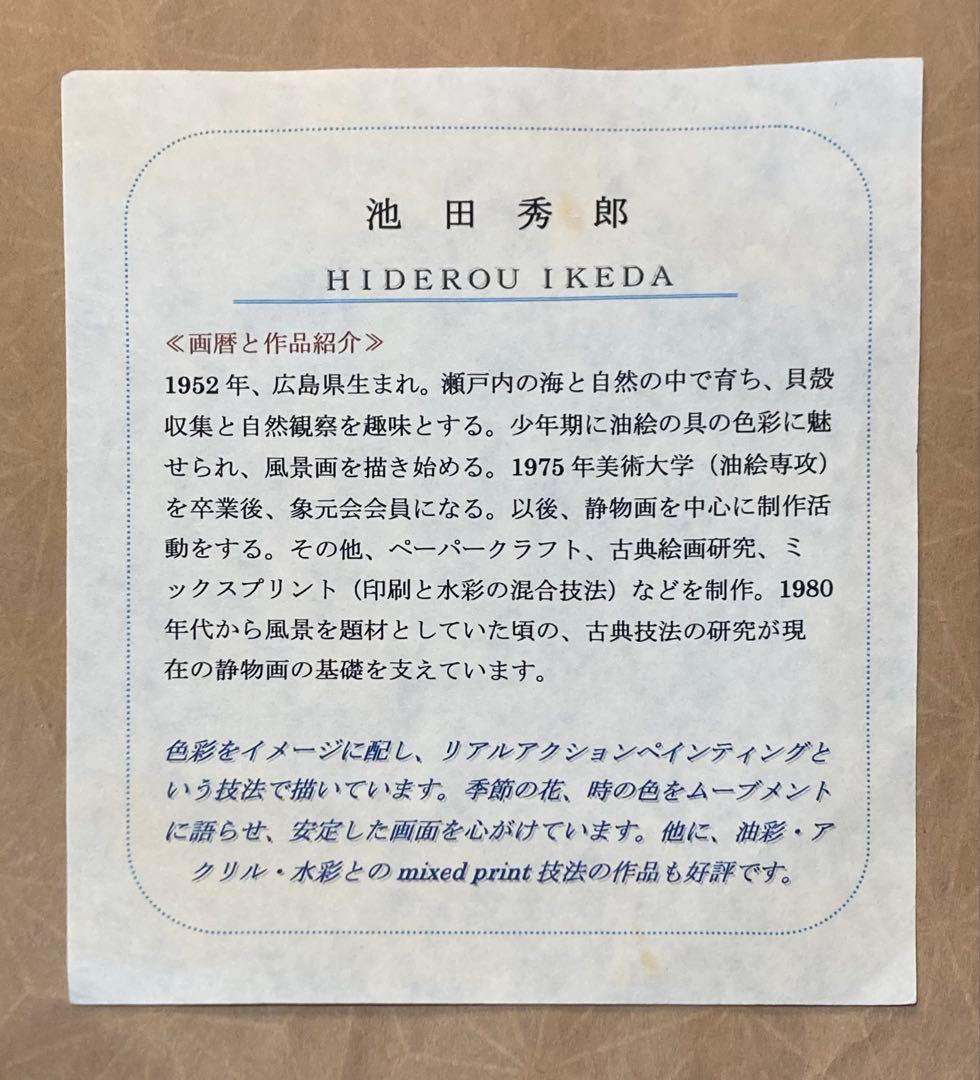 池田秀郎
HIDEROU IKEDA
≪画暦と作品紹介≫
1952年、広島県生まれ。瀬戸内の海と自然の中で育ち、貝殻
収集と自然観察を趣味とする。少年期に油絵の具の色彩に魅
せられ、風景画を描き始める。1975年美術大学（油絵専攻）
を卒業後、象元会会員になる。以後、静物画を中心に制作活
動をする。その他、ペーパークラフト、古典絵画研究、ミ
ックスプリント（印刷と水彩の混合技法）などを制作。1980
年代から風景を題材としていた頃の、古典技法の研究が現
在の静物画の基礎を支えています。
色彩をイメージに配し、リアルアクションペインティングと
いう技法で描いています。季節の花、時の色をムーブメント
に語らせ、安定した画面を心がけています。他に、油彩・ア
クリル・水彩との mixed print 技法の作品も好評です。